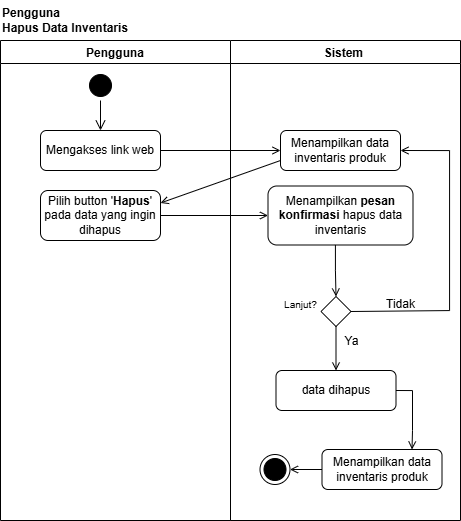 Pengguna
Hapus Data Inventaris
Pengguna
Sistem
Mengakses link web
Menampilkan data
inventaris produk
Pilih button 'Hapus'
pada data yang ingin
dihapus
Menampilkan pesan
konfirmasi hapus data
inventaris
Lanjut?
Tidak
Ya
data dihapus
Menampilkan data
inventaris produk